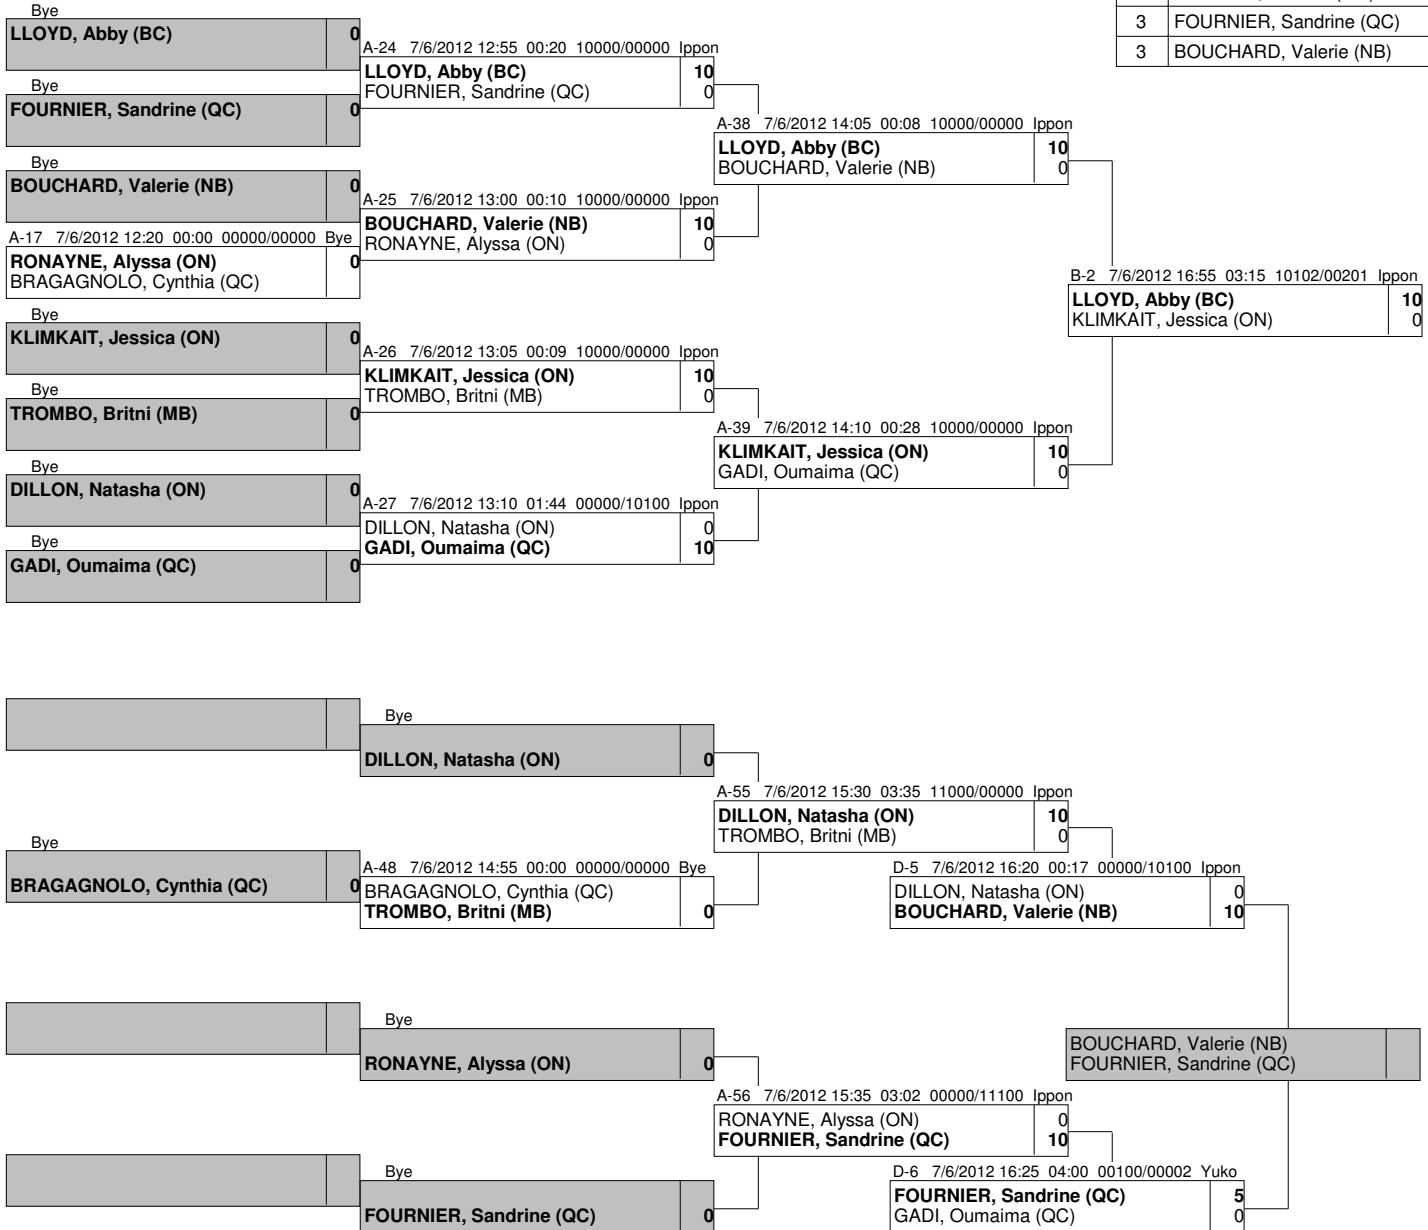 Bye
LLOYD, Abby (BC) 0
Bye
FOURNIER, Sandrine (QC) 0
Bye
BOUCHARD, Valerie (NB) 0
A-17 7/6/2012 12:20 00:00 00000/00000 Bye
RONAYNE, Alyssa (ON) 0
BRAGAGNOLO, Cynthia (QC)
Bye
KLIMKAIT, Jessica (ON) 0
Bye
TROMBO, Britni (MB) 0
Bye
DILLON, Natasha (ON) 0
Bye
GADI, Oumaima (QC) 0
A-24 7/6/2012 12:55 00:20 10000/00000 Ippon
LLOYD, Abby (BC) 10
FOURNIER, Sandrine (QC) 0
A-25 7/6/2012 13:00 00:10 10000/00000 Ippon
BOUCHARD, Valerie (NB) 10
RONAYNE, Alyssa (ON) 0
A-26 7/6/2012 13:05 00:09 10000/00000 Ippon
KLIMKAIT, Jessica (ON) 10
TROMBO, Britni (MB) 0
A-27 7/6/2012 13:10 01:44 00000/10100 Ippon
DILLON, Natasha (ON) 0
GADI, Oumaima (QC) 10
A-38 7/6/2012 14:05 00:08 10000/00000 Ippon
LLOYD, Abby (BC) 10
BOUCHARD, Valerie (NB) 0
A-39 7/6/2012 14:10 00:28 10000/00000 Ippon
KLIMKAIT, Jessica (ON) 10
GADI, Oumaima (QC) 0
3 FOURNIER, Sandrine (QC)
3 BOUCHARD, Valerie (NB)
B-2 7/6/2012 16:55 03:15 10102/00201 Ippon
LLOYD, Abby (BC) 10
KLIMKAIT, Jessica (ON) 0
Bye
BRAGAGNOLO, Cynthia (QC) 0
Bye
DILLON, Natasha (ON) 0
A-48 7/6/2012 14:55 00:00 00000/00000 Bye
BRAGAGNOLO, Cynthia (QC)
TROMBO, Britni (MB) 0
Bye
RONAYNE, Alyssa (ON) 0
Bye
FOURNIER, Sandrine (QC) 0
A-55 7/6/2012 15:30 03:35 11000/00000 Ippon
DILLON, Natasha (ON) 10
TROMBO, Britni (MB) 0
A-56 7/6/2012 15:35 03:02 00000/11100 Ippon
RONAYNE, Alyssa (ON) 0
FOURNIER, Sandrine (QC) 10
D-5 7/6/2012 16:20 00:17 00000/10100 Ippon
DILLON, Natasha (ON) 0
BOUCHARD, Valerie (NB) 10
D-6 7/6/2012 16:25 04:00 00100/00002 Yuko
FOURNIER, Sandrine (QC) 5
GADI, Oumaima (QC) 0
BOUCHARD, Valerie (NB)
FOURNIER, Sandrine (QC)